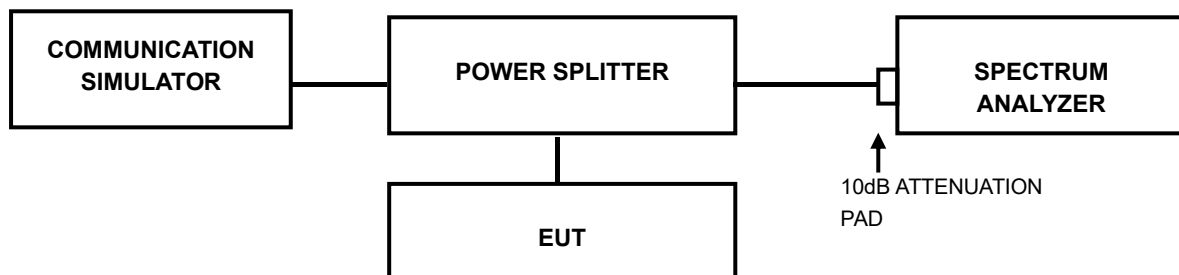 COMMUNICATION
SIMULATOR
POWER SPLITTER
SPECTRUM
ANALYZER
10dB ATTENUATION
PAD
EUT